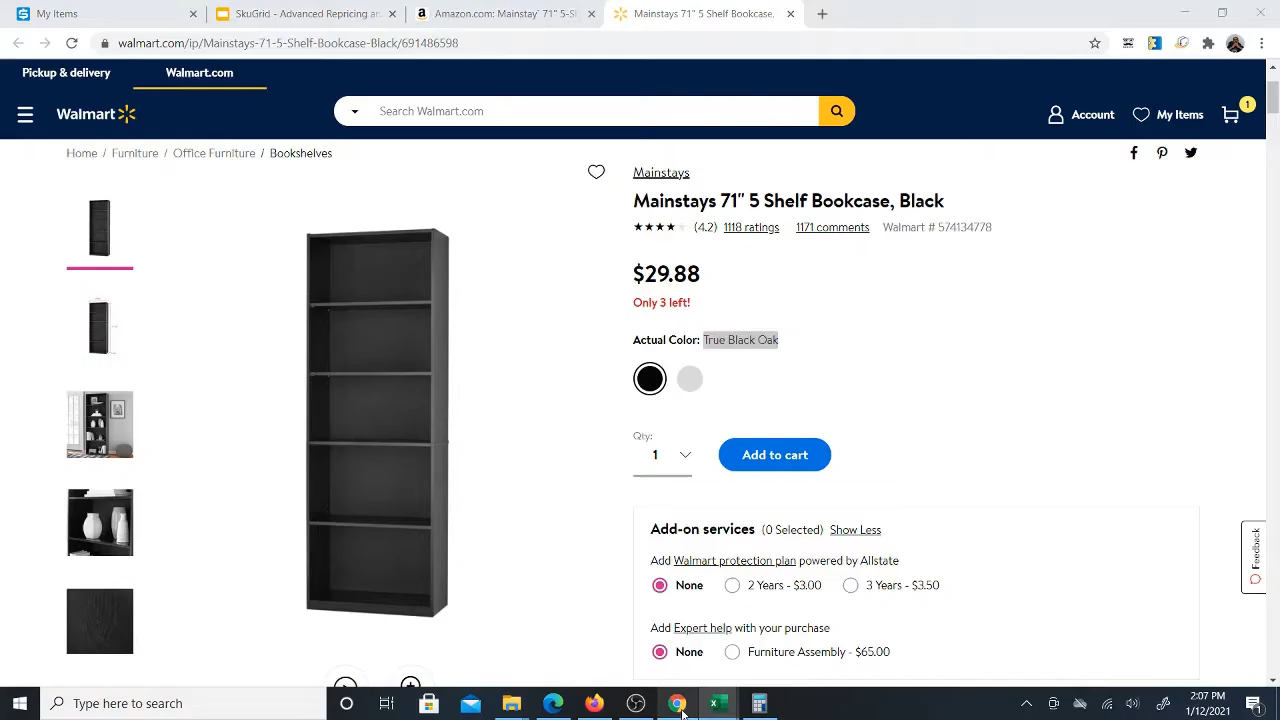 My Items
SkuGrid - Advanced Repricing ar
Amazon.com: Mainstay` 71" 5-S
Mainstays 71" 5 Shelf Bookcase,
walmart.com/ip/Mainstays-71-5-Shelf-Bookcase-Black/691486598
Pickup & delivery
Walmart.com
Walmart
Search Walmart.com
Account
My Items
1
Home / Furniture / Office Furniture / Bookshelves
Mainstays
Mainstays 71" 5 Shelf Bookcase, Black
(4.2) 1118 ratings 1171 comments Walmart # 574134778
$29.88
Only 3 left!
Actual Color: True Black Oak
Qty:
1
Add to cart
Add-on services (0 Selected) Show Less
Add Walmart protection plan powered by Allstate
None 2 Years - $3.00 3 Years - $3.50
Add Expert help with your purchase
None Furniture Assembly - $65.00
Feedback
Type here to search
2:07 PM
1/12/2021